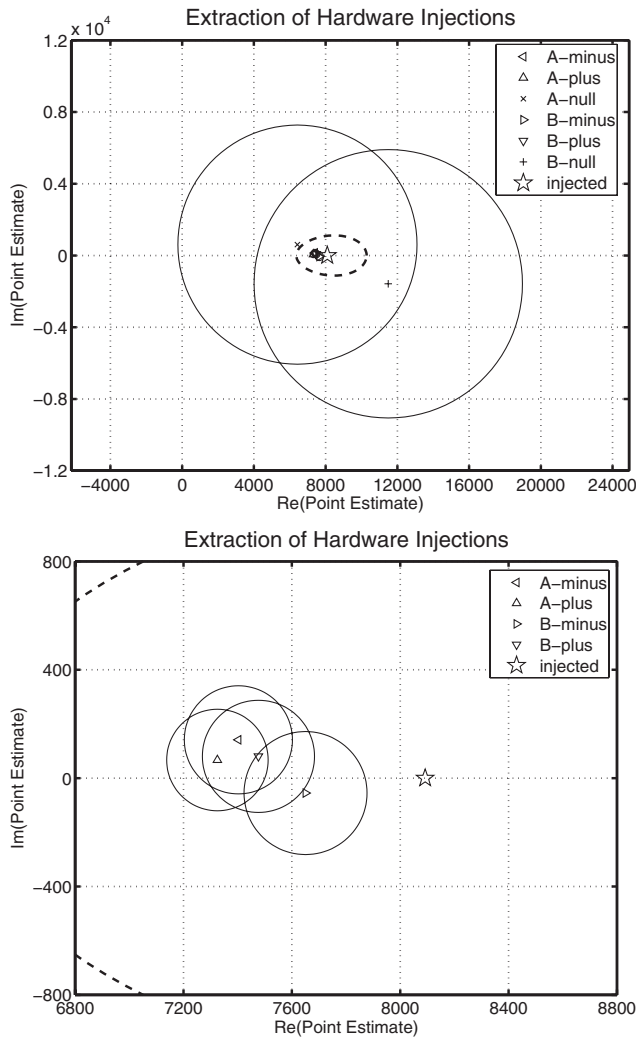 Extraction of Hardware Injections
x 10^4
1.2
0.8
0.4
0
−0.4
−0.8
−1.2
Im(Point Estimate)
−4000 0 4000 8000 12000 16000 20000 24000
Re(Point Estimate)
A−minus
A−plus
A−null
B−minus
B−plus
B−null
injected
Extraction of Hardware Injections
800
400
0
−400
−800
Im(Point Estimate)
6800 7200 7600 8000 8400 8800
Re(Point Estimate)
A−minus
A−plus
B−minus
B−plus
injected